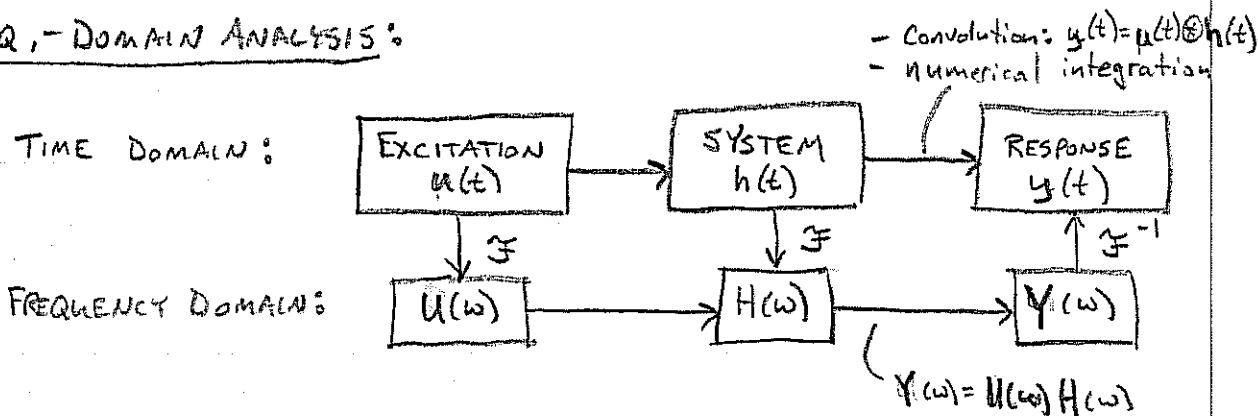 Q,-DOMAIN ANALYSIS:
- Convolution: y(t)=u(t)⊛h(t)
- numerical integration
TIME DOMAIN:
EXCITATION
u(t)
SYSTEM
h(t)
RESPONSE
y(t)
ℱ
ℱ
ℱ⁻¹
FREQUENCY DOMAIN:
U(ω)
H(ω)
Y(ω)
Y(ω)=U(ω)H(ω)